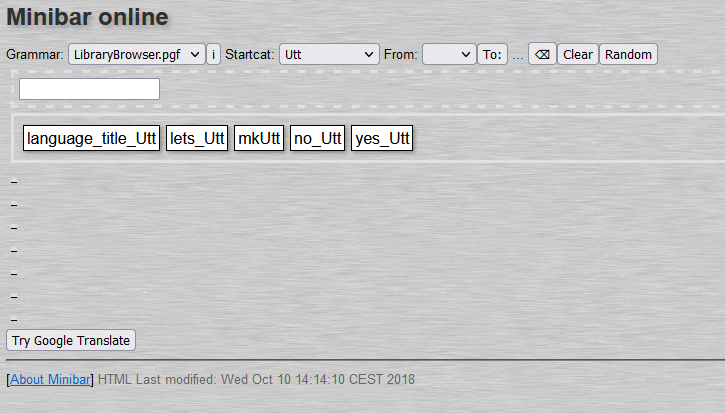 Minibar online
Grammar: LibraryBrowser.pgf i Startcat: Utt From: To: ... ⌫ Clear Random
language_title_Utt lets_Utt mkUtt no_Utt yes_Utt
–
–
–
–
–
–
–
Try Google Translate
[About Minibar] HTML Last modified: Wed Oct 10 14:14:10 CEST 2018